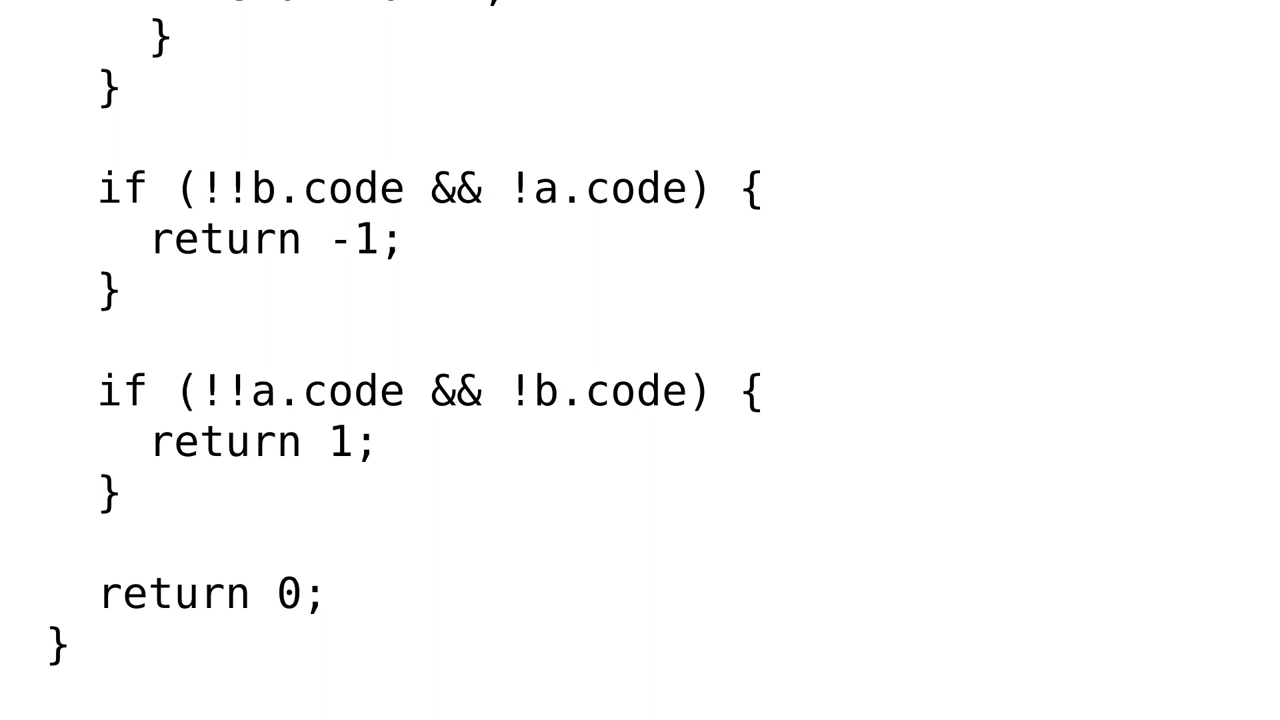 }
}
if (!!b.code && !a.code) {
return -1;
}
if (!!a.code && !b.code) {
return 1;
}
return 0;
}